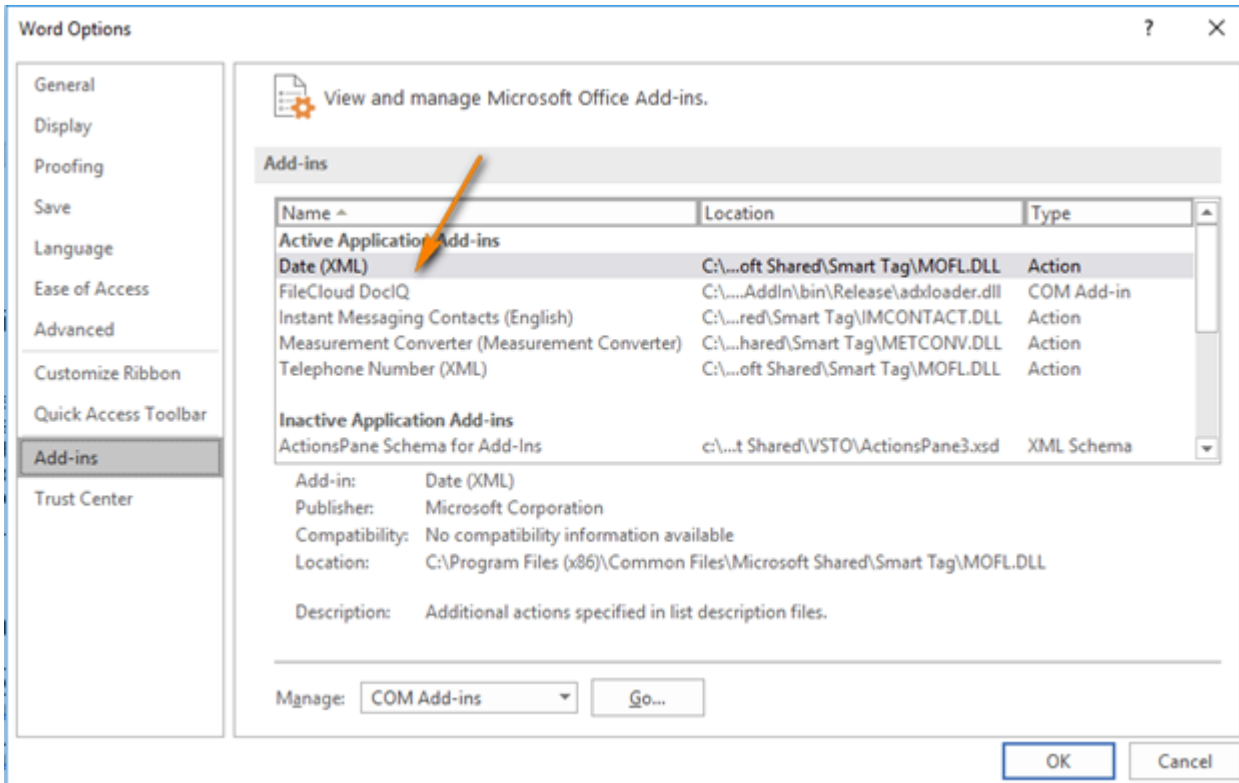 Word Options
?
General
Display
Proofing
Save
Language
Ease of Access
Advanced
Customize Ribbon
Quick Access Toolbar
Add-ins
Trust Center
View and manage Microsoft Office Add-ins.
Add-ins
Name Location Type
Active Application Add-ins
Date (XML) C:\...oft Shared\Smart Tag\MOFL.DLL Action
FileCloud DocIQ C:\....AddIn\bin\Release\adxloader.dll COM Add-in
Instant Messaging Contacts (English) C:\...red\Smart Tag\IMCONTACT.DLL Action
Measurement Converter (Measurement Converter) C:\...hared\Smart Tag\METCONV.DLL Action
Telephone Number (XML) C:\...oft Shared\Smart Tag\MOFL.DLL Action
Inactive Application Add-ins
ActionsPane Schema for Add-Ins c:\...t Shared\VSTO\ActionsPane3.xsd XML Schema
Add-in: Date (XML)
Publisher: Microsoft Corporation
Compatibility: No compatibility information available
Location: C:\Program Files (x86)\Common Files\Microsoft Shared\Smart Tag\MOFL.DLL
Description: Additional actions specified in list description files.
Manage: COM Add-ins Go...
OK Cancel